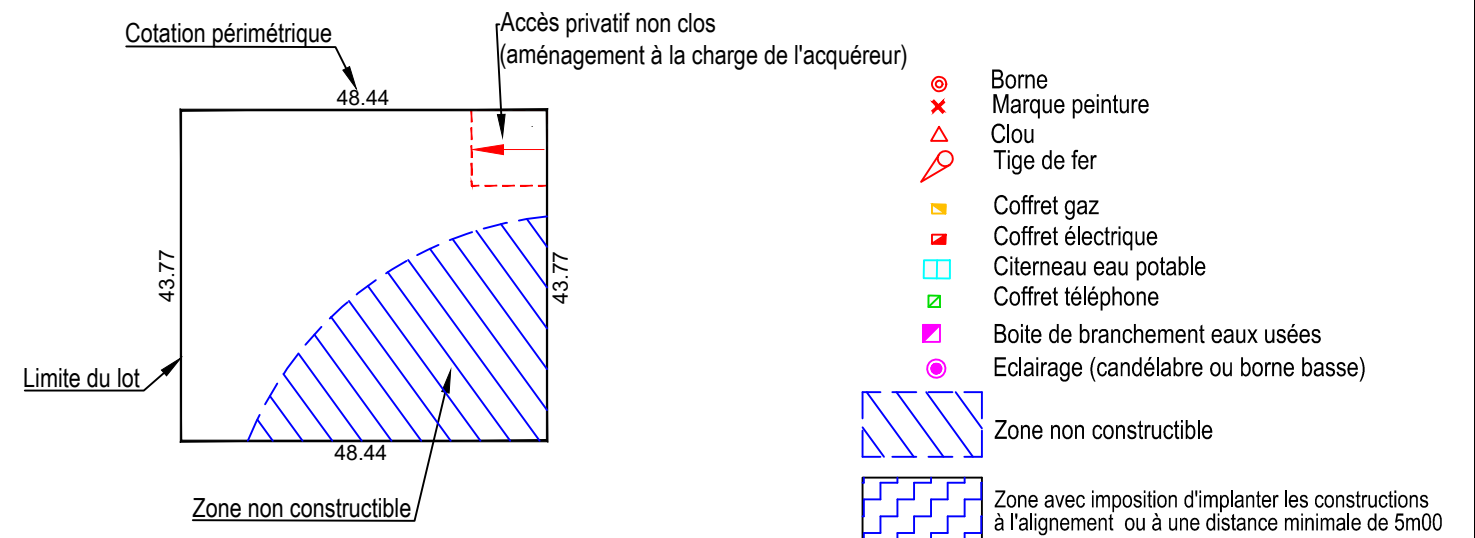 Cotation périmétrique
Accès privatif non clos
(aménagement à la charge de l'acquéreur)
48.44
43.77
43.77
Limite du lot
48.44
Zone non constructible
Borne
Marque peinture
Clou
Tige de fer
Coffret gaz
Coffret électrique
Citerneau eau potable
Coffret téléphone
Boite de branchement eaux usées
Eclairage (candélabre ou borne basse)
Zone non constructible
Zone avec imposition d'implanter les constructions
à l'alignement ou à une distance minimale de 5m00